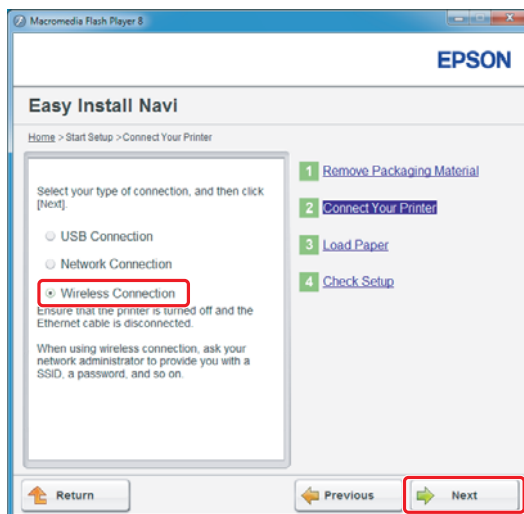 Macromedia Flash Player 8
EPSON
Easy Install Navi
Home > Start Setup >Connect Your Printer
Select your type of connection, and then click
[Next].
USB Connection
Network Connection
Wireless Connection
Ensure that the printer is turned off and the
Ethernet cable is disconnected.
When using wireless connection, ask your
network administrator to provide you with a
SSID, a password, and so on.
1 Remove Packaging Material
2 Connect Your Printer
3 Load Paper
4 Check Setup
Return
Previous
Next